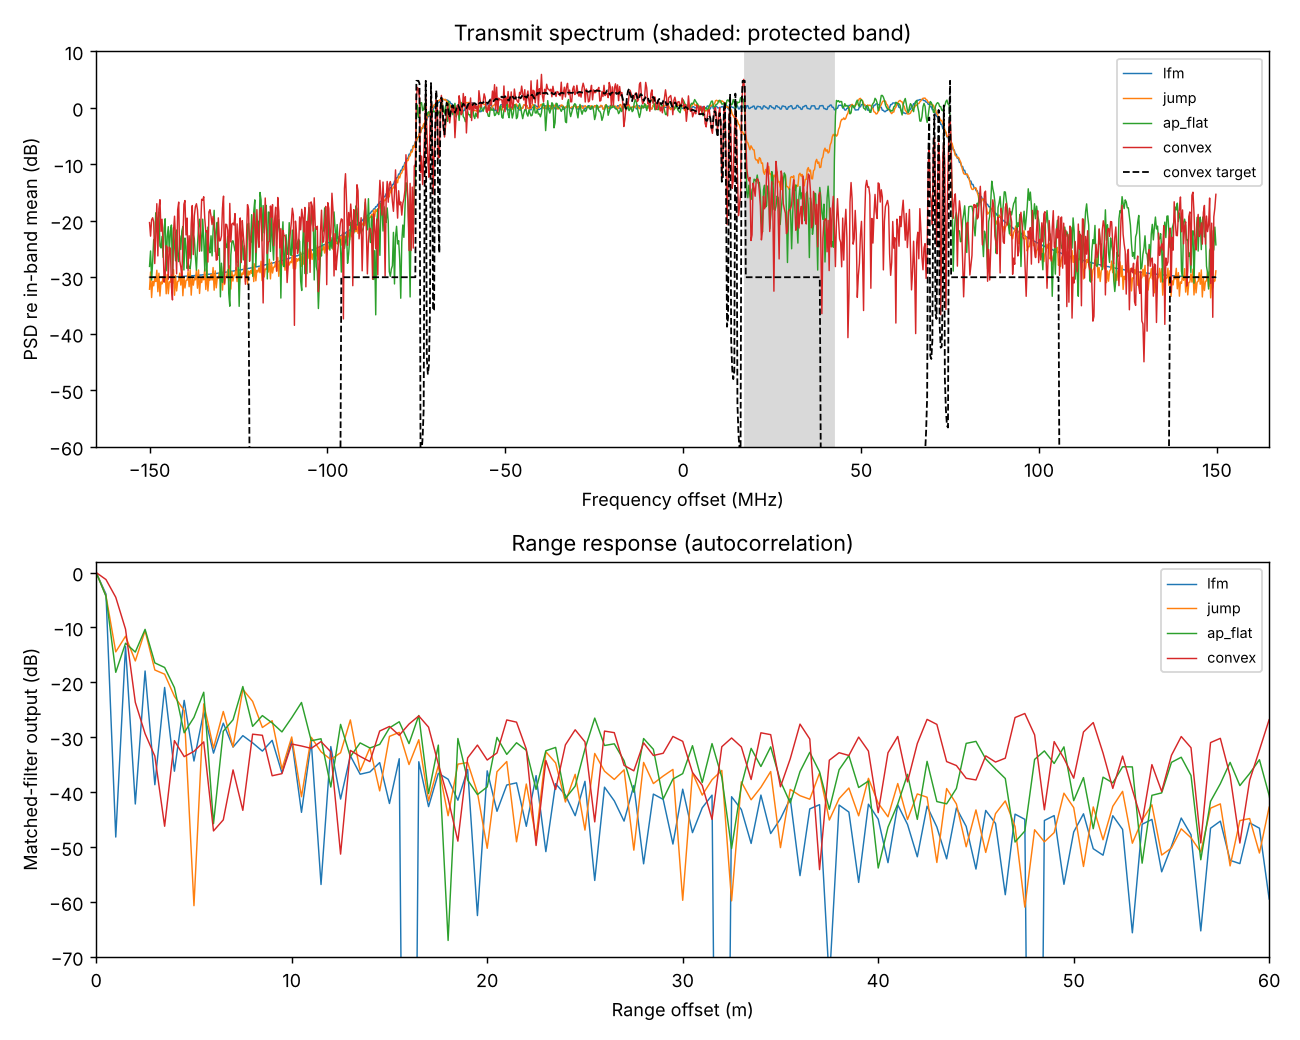 Transmit spectrum (shaded: protected band)
PSD re in-band mean (dB)
10
0
−10
−20
−30
−40
−50
−60
lfm
jump
ap_flat
convex
convex target
−150
−100
−50
0
50
100
150
Frequency offset (MHz)
Range response (autocorrelation)
Matched-filter output (dB)
0
−10
−20
−30
−40
−50
−60
−70
lfm
jump
ap_flat
convex
0
10
20
30
40
50
60
Range offset (m)